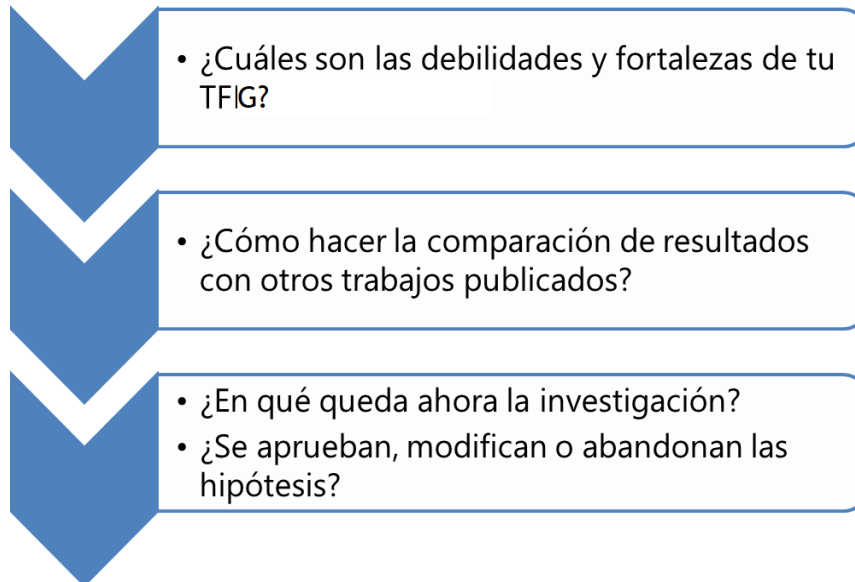 • ¿Cuáles son las debilidades y fortalezas de tu
TFG?
• ¿Cómo hacer la comparación de resultados
con otros trabajos publicados?
• ¿En qué queda ahora la investigación?
• ¿Se aprueban, modifican o abandonan las
hipótesis?